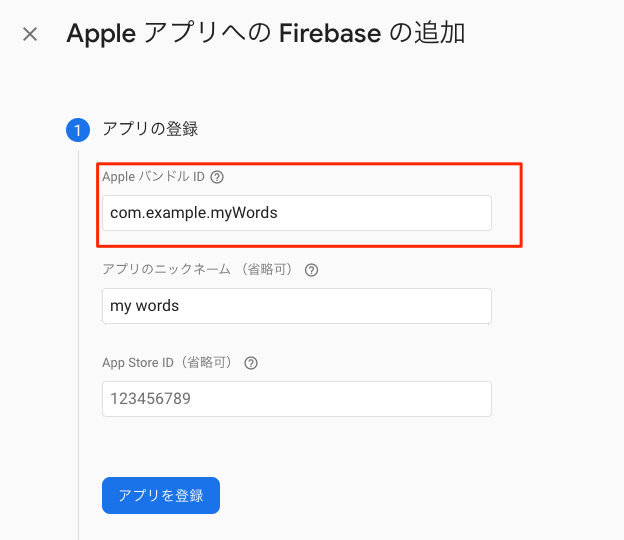 Apple アプリへの Firebase の追加
1 アプリの登録
Apple バンドル ID
com.example.myWords
アプリのニックネーム（省略可）
my words
App Store ID（省略可）
123456789
アプリを登録